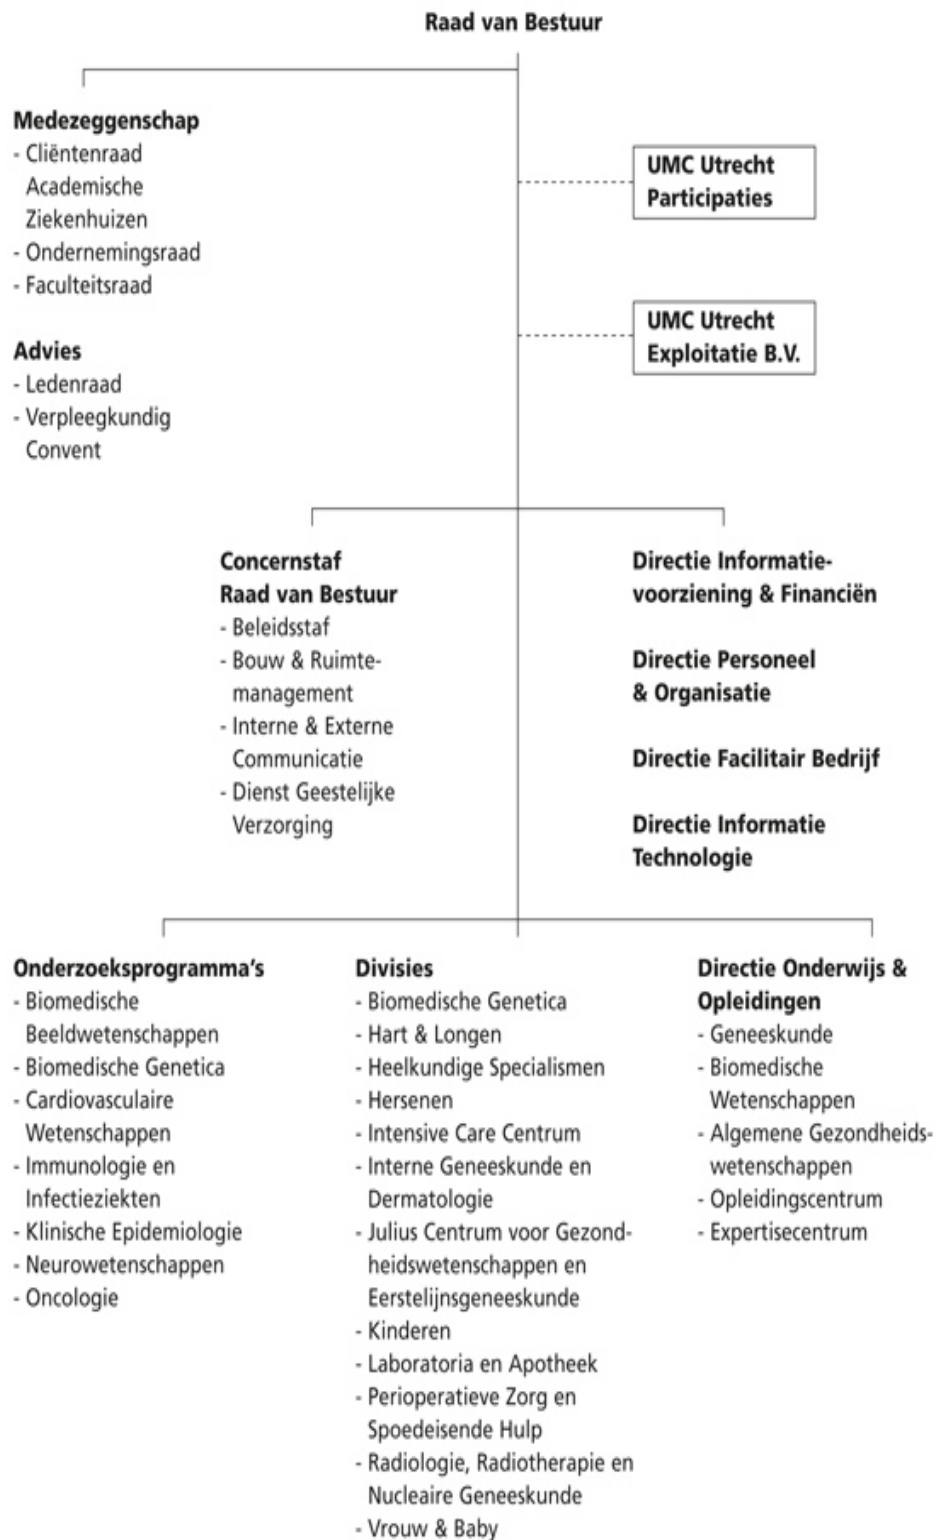 Raad van Bestuur
Medezeggenschap
- Cliëntenraad
Academische
Ziekenhuizen
- Ondernemingsraad
- Faculteitsraad
Advies
- Ledenraad
- Verpleegkundig
Convent
UMC Utrecht
Participaties
UMC Utrecht
Exploitatie B.V.
Concernstaf
Raad van Bestuur
- Beleidsstaf
- Bouw & Ruimte-
management
- Interne & Externe
Communicatie
- Dienst Geestelijke
Verzorging
Directie Informatie-
voorziening & Financiën
Directie Personeel
& Organisatie
Directie Facilitair Bedrijf
Directie Informatie
Technologie
Onderzoeksprogramma's
- Biomedische
Beeldwetenschappen
- Biomedische Genetica
- Cardiovasculaire
Wetenschappen
- Immunologie en
Infectieziekten
- Klinische Epidemiologie
- Neurowetenschappen
- Oncologie
Divisies
- Biomedische Genetica
- Hart & Longen
- Heelkundige Specialismen
- Hersenen
- Intensive Care Centrum
- Interne Geneeskunde en
Dermatologie
- Julius Centrum voor Gezond-
heidswetenschappen en
Eerstelijnsgeneeskunde
- Kinderen
- Laboratoria en Apotheek
- Perioperatieve Zorg en
Spoedeisende Hulp
- Radiologie, Radiotherapie en
Nucleaire Geneeskunde
- Vrouw & Baby
Directie Onderwijs &
Opleidingen
- Geneeskunde
- Biomedische
Wetenschappen
- Algemene Gezondheids-
wetenschappen
- Opleidingscentrum
- Expertisecentrum